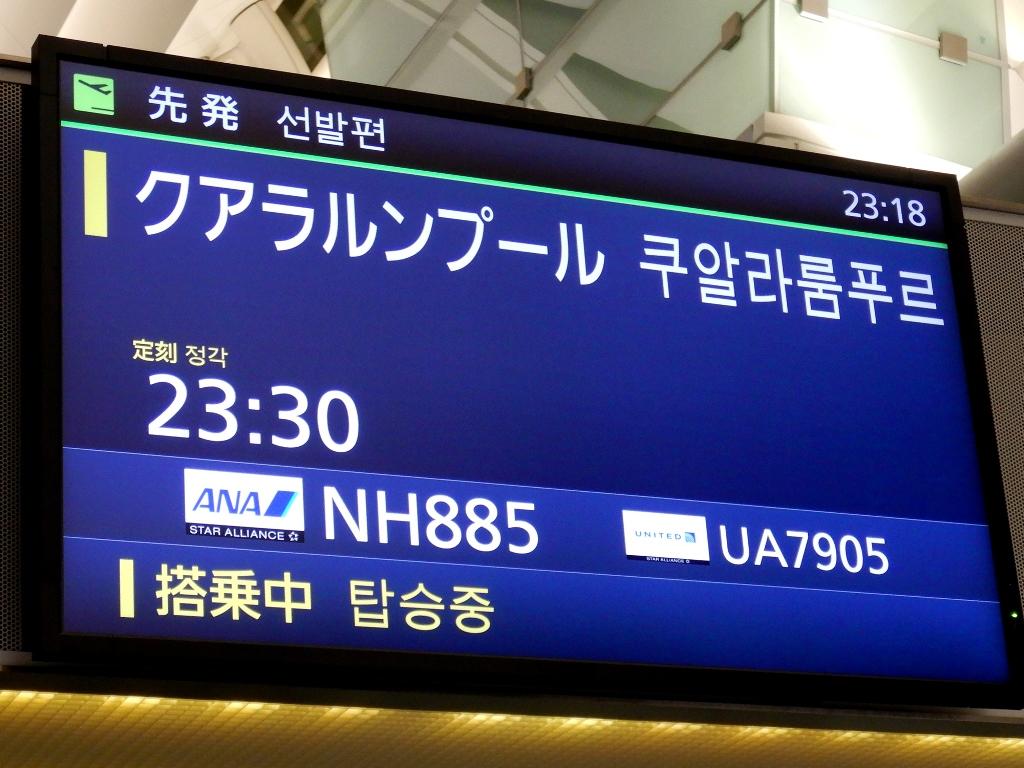 先発 선발편
23:18
クアラルンプール 쿠알라룸푸르
定刻 정각
23:30
ANA STAR ALLIANCE NH885 UNITED STAR ALLIANCE UA7905
搭乗中 탑승중